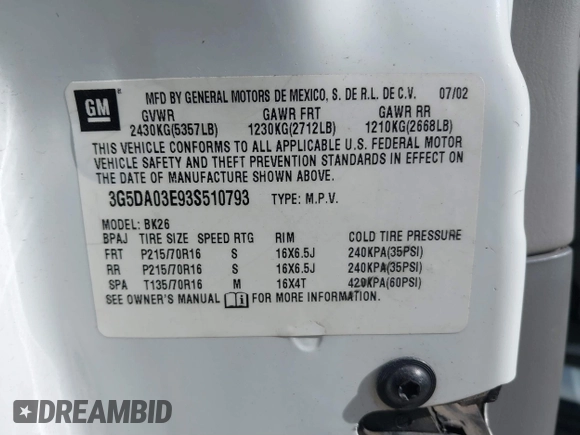 GM
MFD BY GENERAL MOTORS DE MEXICO, S. DE R.L. DE C.V. 07/02
GVWR GAWR FRT GAWR RR
2430KG(5357LB) 1230KG(2712LB) 1210KG(2668LB)
THIS VEHICLE CONFORMS TO ALL APPLICABLE U.S. FEDERAL MOTOR
VEHICLE SAFETY AND THEFT PREVENTION STANDARDS IN EFFECT ON
THE DATE OF MANUFACTURE SHOWN ABOVE.
3G5DA03E93S510793 TYPE: M.P.V.
MODEL: BK26
BPAJ TIRE SIZE SPEED RTG RIM COLD TIRE PRESSURE
FRT P215/70R16 S 16X6.5J 240KPA(35PSI)
RR P215/70R16 S 16X6.5J 240KPA(35PSI)
SPA T135/70R16 M 16X4T 420KPA(60PSI)
SEE OWNER'S MANUAL FOR MORE INFORMATION.
$DREAMBID